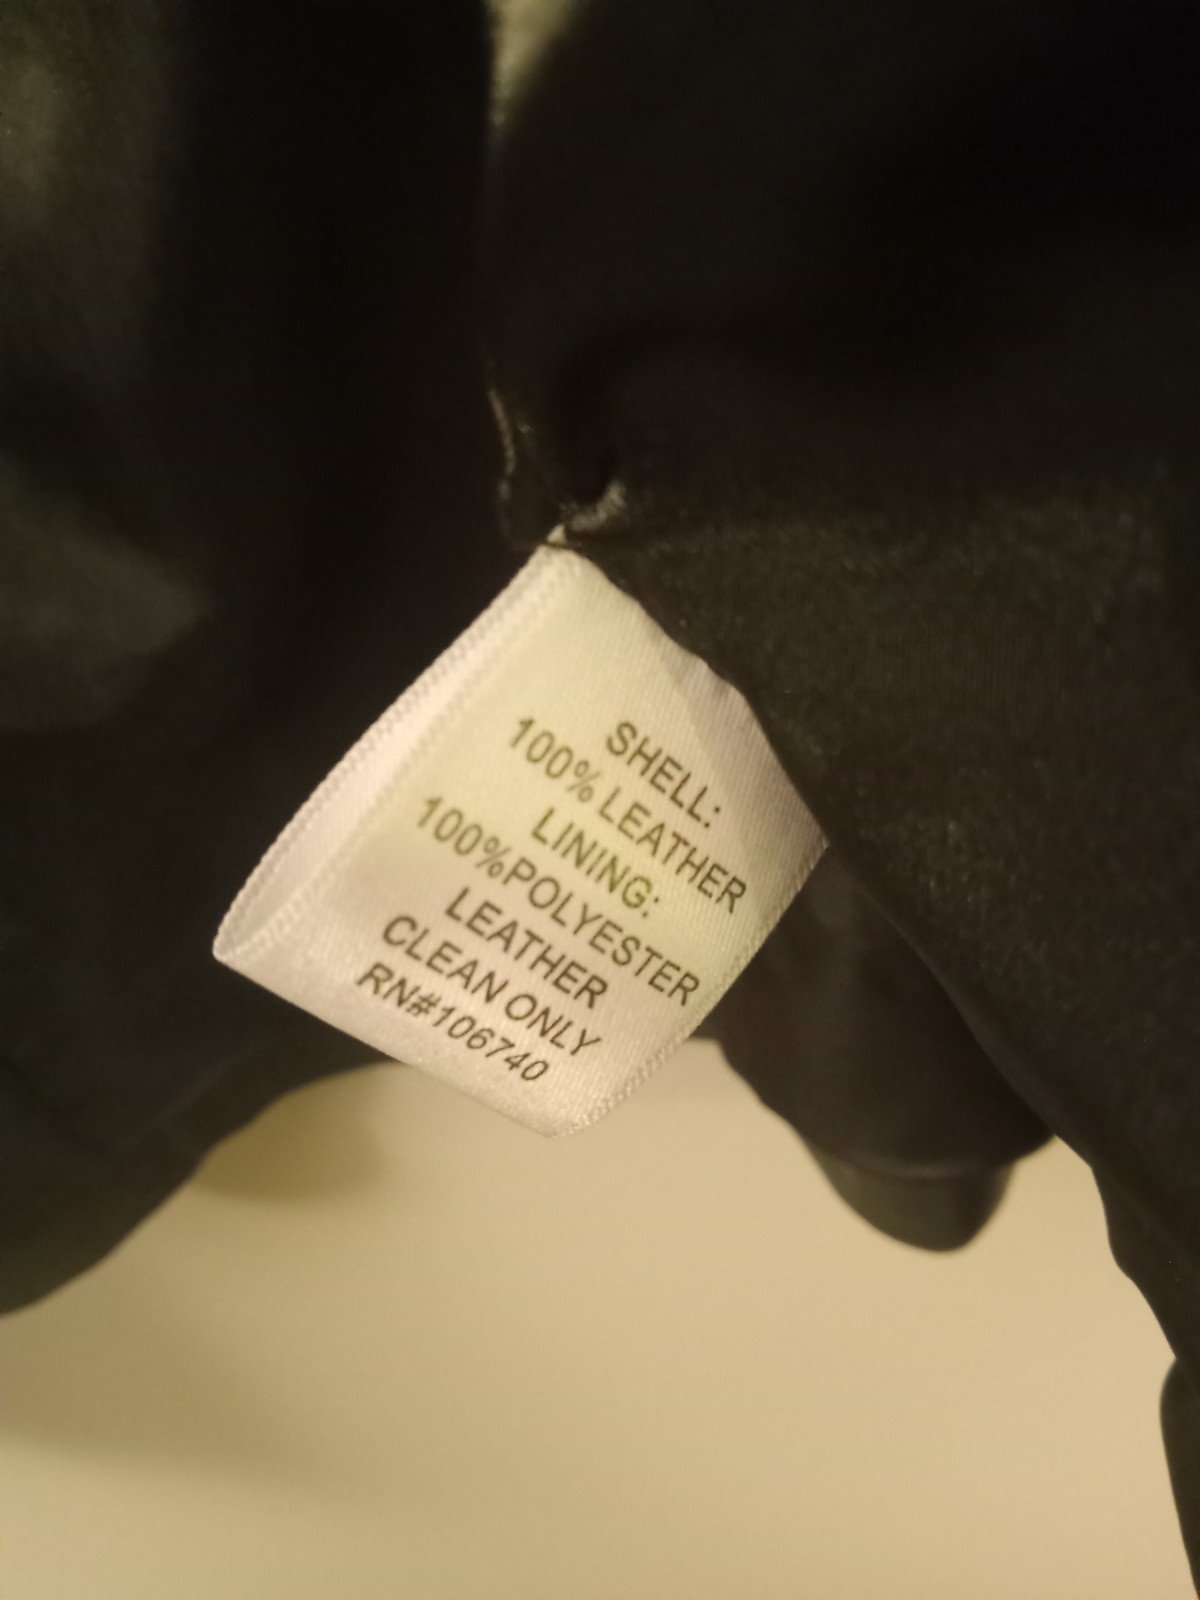 SHELL:
100% LEATHER
LINING:
100%POLYESTER
LEATHER
CLEAN ONLY
RN#106740